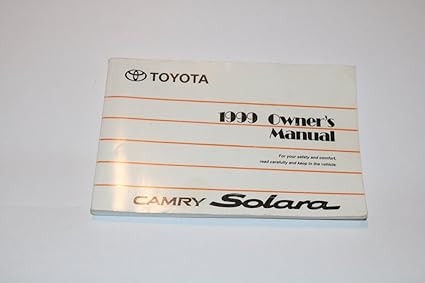 TOYOTA
1999 Owner's
Manual
For your safety and comfort,
read carefully and keep in the vehicle
CAMRY Solara